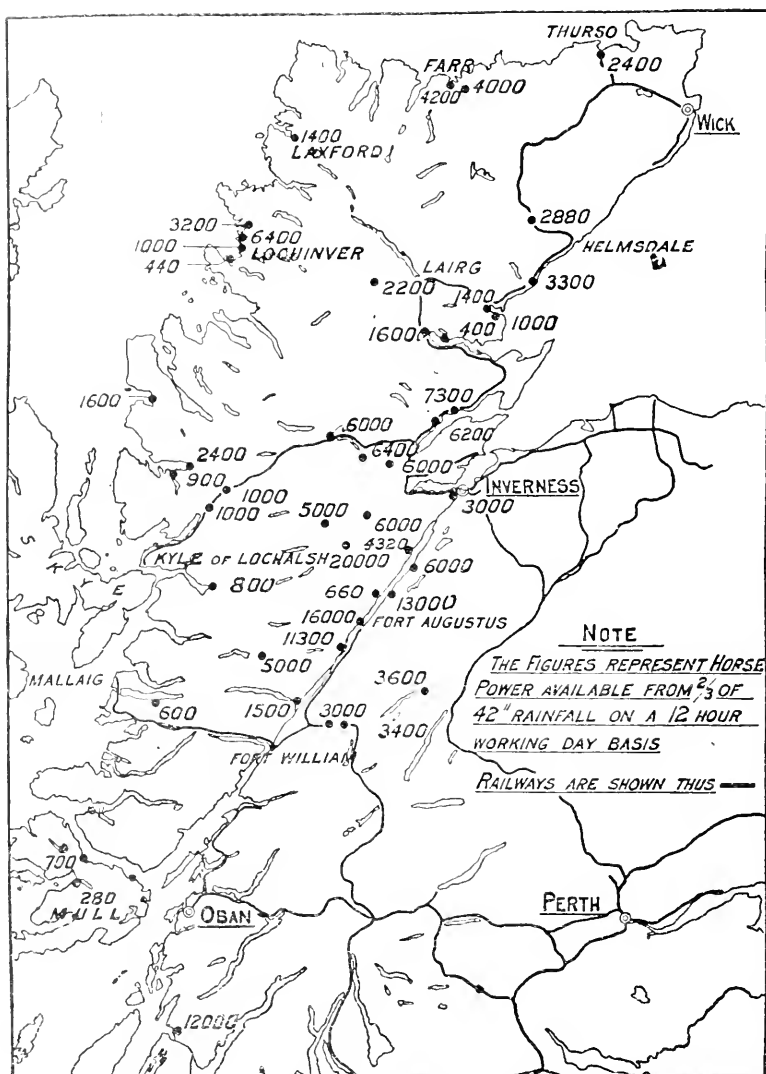 THURSO
2400
FARR
4200
4000
WICK
1400
LAXFORD
3200
6400
1000
LOCHINVER
440
2880
HELMSDALE
LAIRG
2200
3300
1400
1000
1600
400
1600
7300
6200
6000
6400
6000
2400
900
1000
1000
INVERNESS
3000
5000
6000
4320
KYLE OF LOCHALSH
20000
6000
SKYE
800
660
13000
16000
FORT AUGUSTUS
11300
5000
MALLAIG
600
1500
3600
3000
3400
FORT WILLIAM
NOTE
THE FIGURES REPRESENT HORSE
POWER AVAILABLE FROM 2/3 OF
42" RAINFALL ON A 12 HOUR
WORKING DAY BASIS
RAILWAYS ARE SHOWN THUS
700
280
MULL
OBAN
PERTH
12000